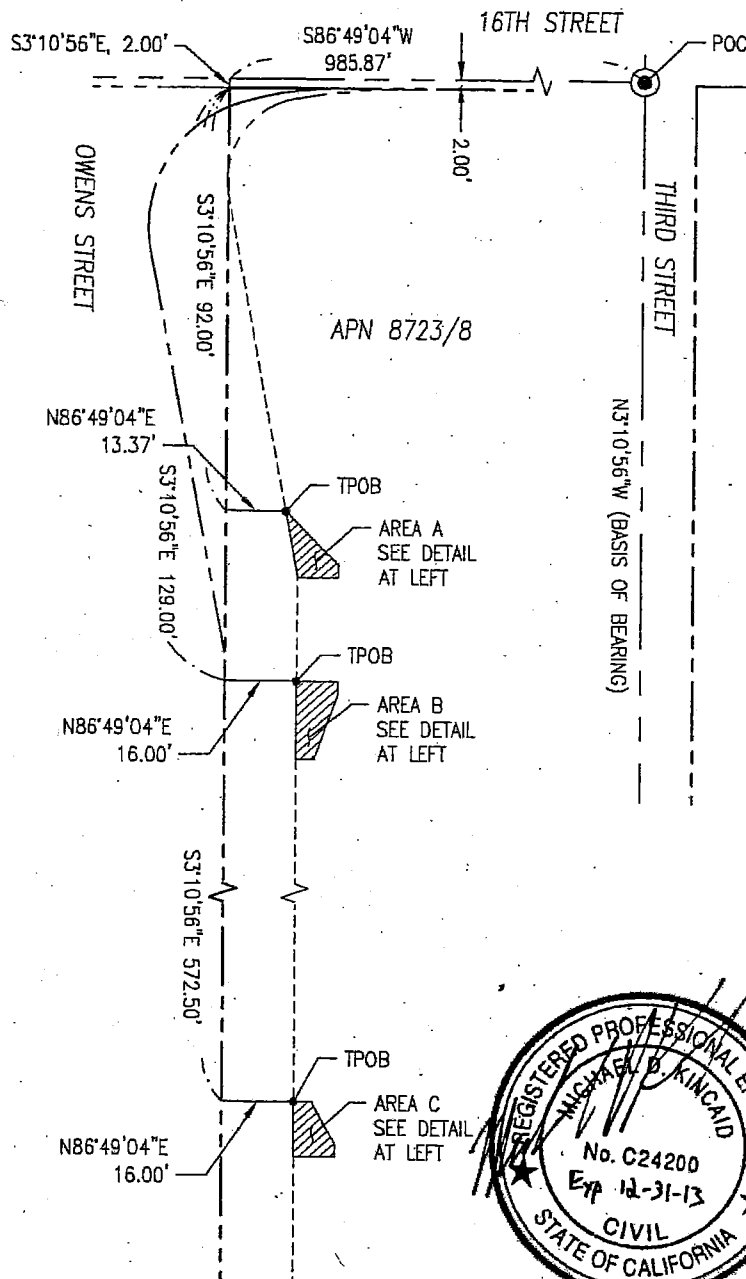 16TH STREET
S3°10'56"E, 2.00'
S86°49'04"W
985.87'
POC
2.00'
OWENS STREET
S3°10'56"E 92.00'
THIRD STREET
APN 8723/8
N3°10'56"W (BASIS OF BEARING)
N86°49'04"E
13.37'
TPOB
S3°10'56"E 129.00'
AREA A
SEE DETAIL
AT LEFT
TPOB
N86°49'04"E
16.00'
AREA B
SEE DETAIL
AT LEFT
S3°10'56"E 572.50'
TPOB
AREA C
SEE DETAIL
AT LEFT
N86°49'04"E
16.00'
REGISTERED PROFESSIONAL
MICHAEL D. KINCAID
No. C24200
Exp 12-31-13
CIVIL
STATE OF CALIFORNIA